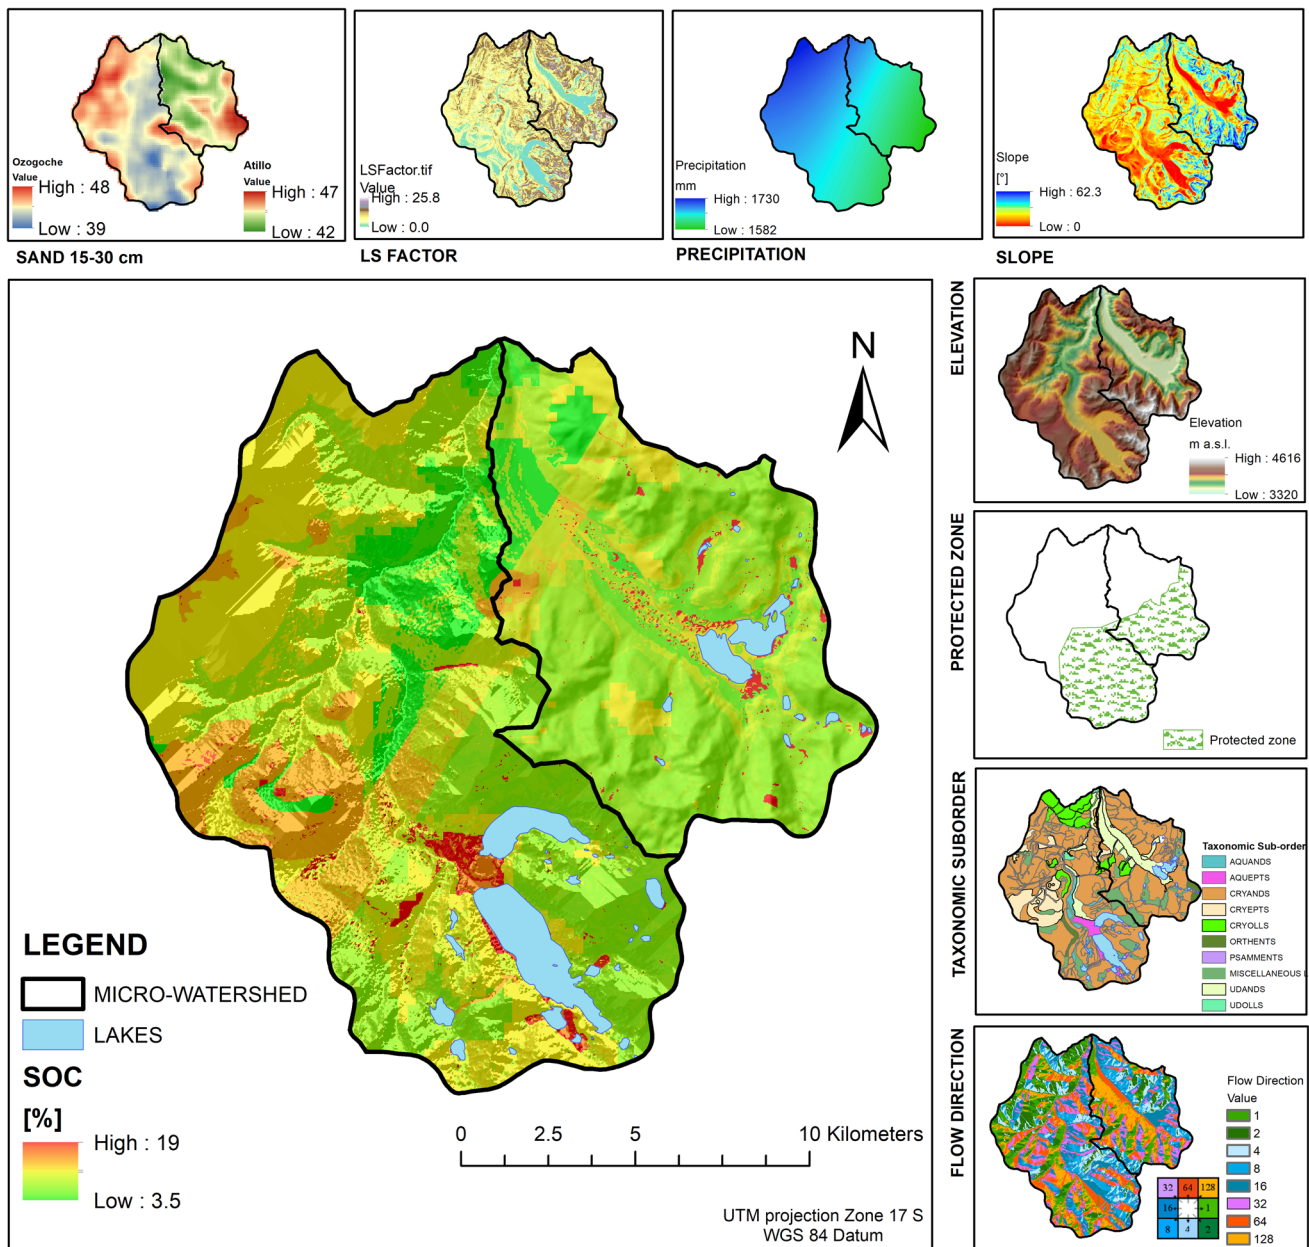 Ozogoche
Value
High : 48
Low : 39
Atillo
Value
High : 47
Low : 42
SAND 15-30 cm
LSFactor.tif
Value
High : 25.8
Low : 0.0
LS FACTOR
Precipitation
mm
High : 1730
Low : 1582
PRECIPITATION
Slope
[°]
High : 62.3
Low : 0
SLOPE
N
LEGEND
MICRO-WATERSHED
LAKES
SOC
[%]
High : 19
Low : 3.5
0 2.5 5 10 Kilometers
UTM projection Zone 17 S
WGS 84 Datum
ELEVATION
Elevation
m a.s.l.
High : 4616
Low : 3320
PROTECTED ZONE
Protected zone
TAXONOMIC SUBORDER
Taxonomic Sub-order
AQUANDS
AQUEPTS
CRYANDS
CRYEPTS
CRYOLLS
ORTHENTS
PSAMMENTS
MISCELLANEOUS L
UDANDS
UDOLLS
FLOW DIRECTION
Flow Direction
Value
1
2
4
8
16
32
64
128
32 64 128
16 1
8 4 2